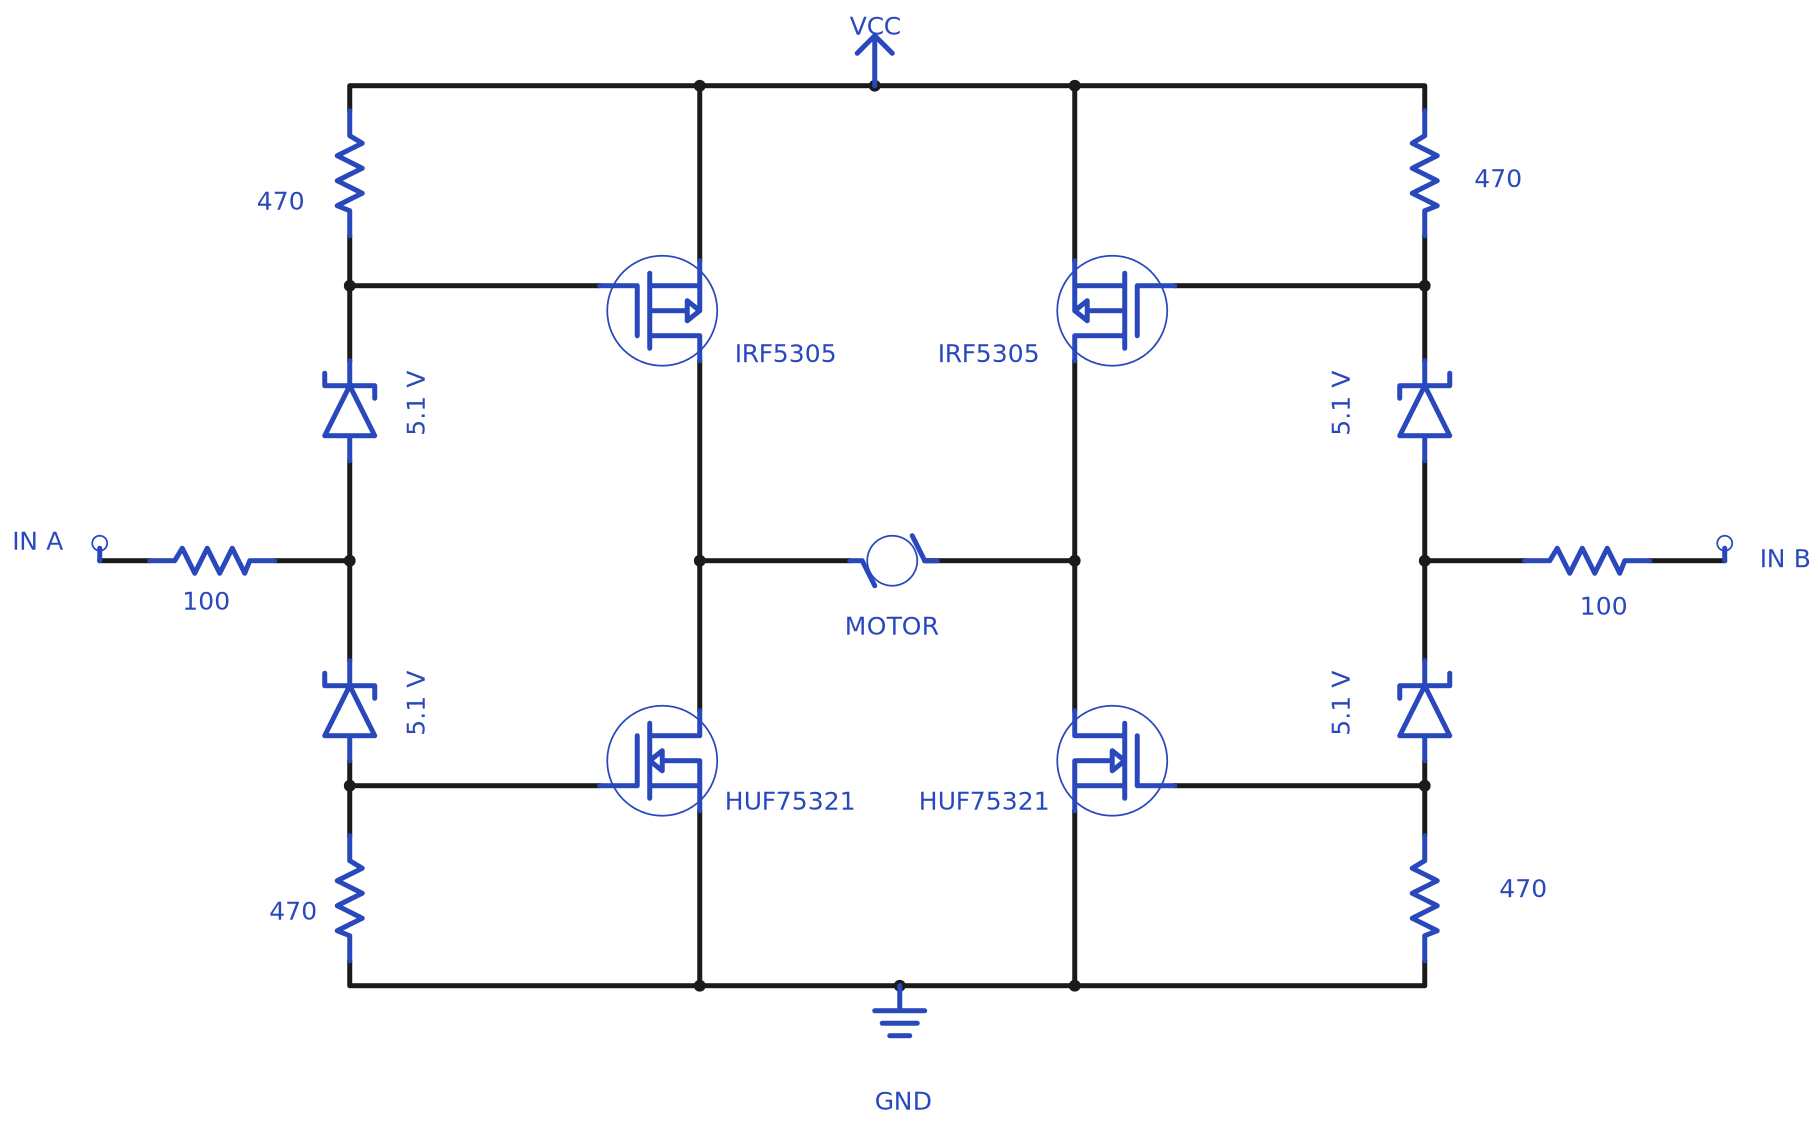 VCC
470
470
IRF5305
IRF5305
5.1 V
5.1 V
IN A
IN B
100
MOTOR
100
5.1 V
5.1 V
HUF75321
HUF75321
470
470
GND